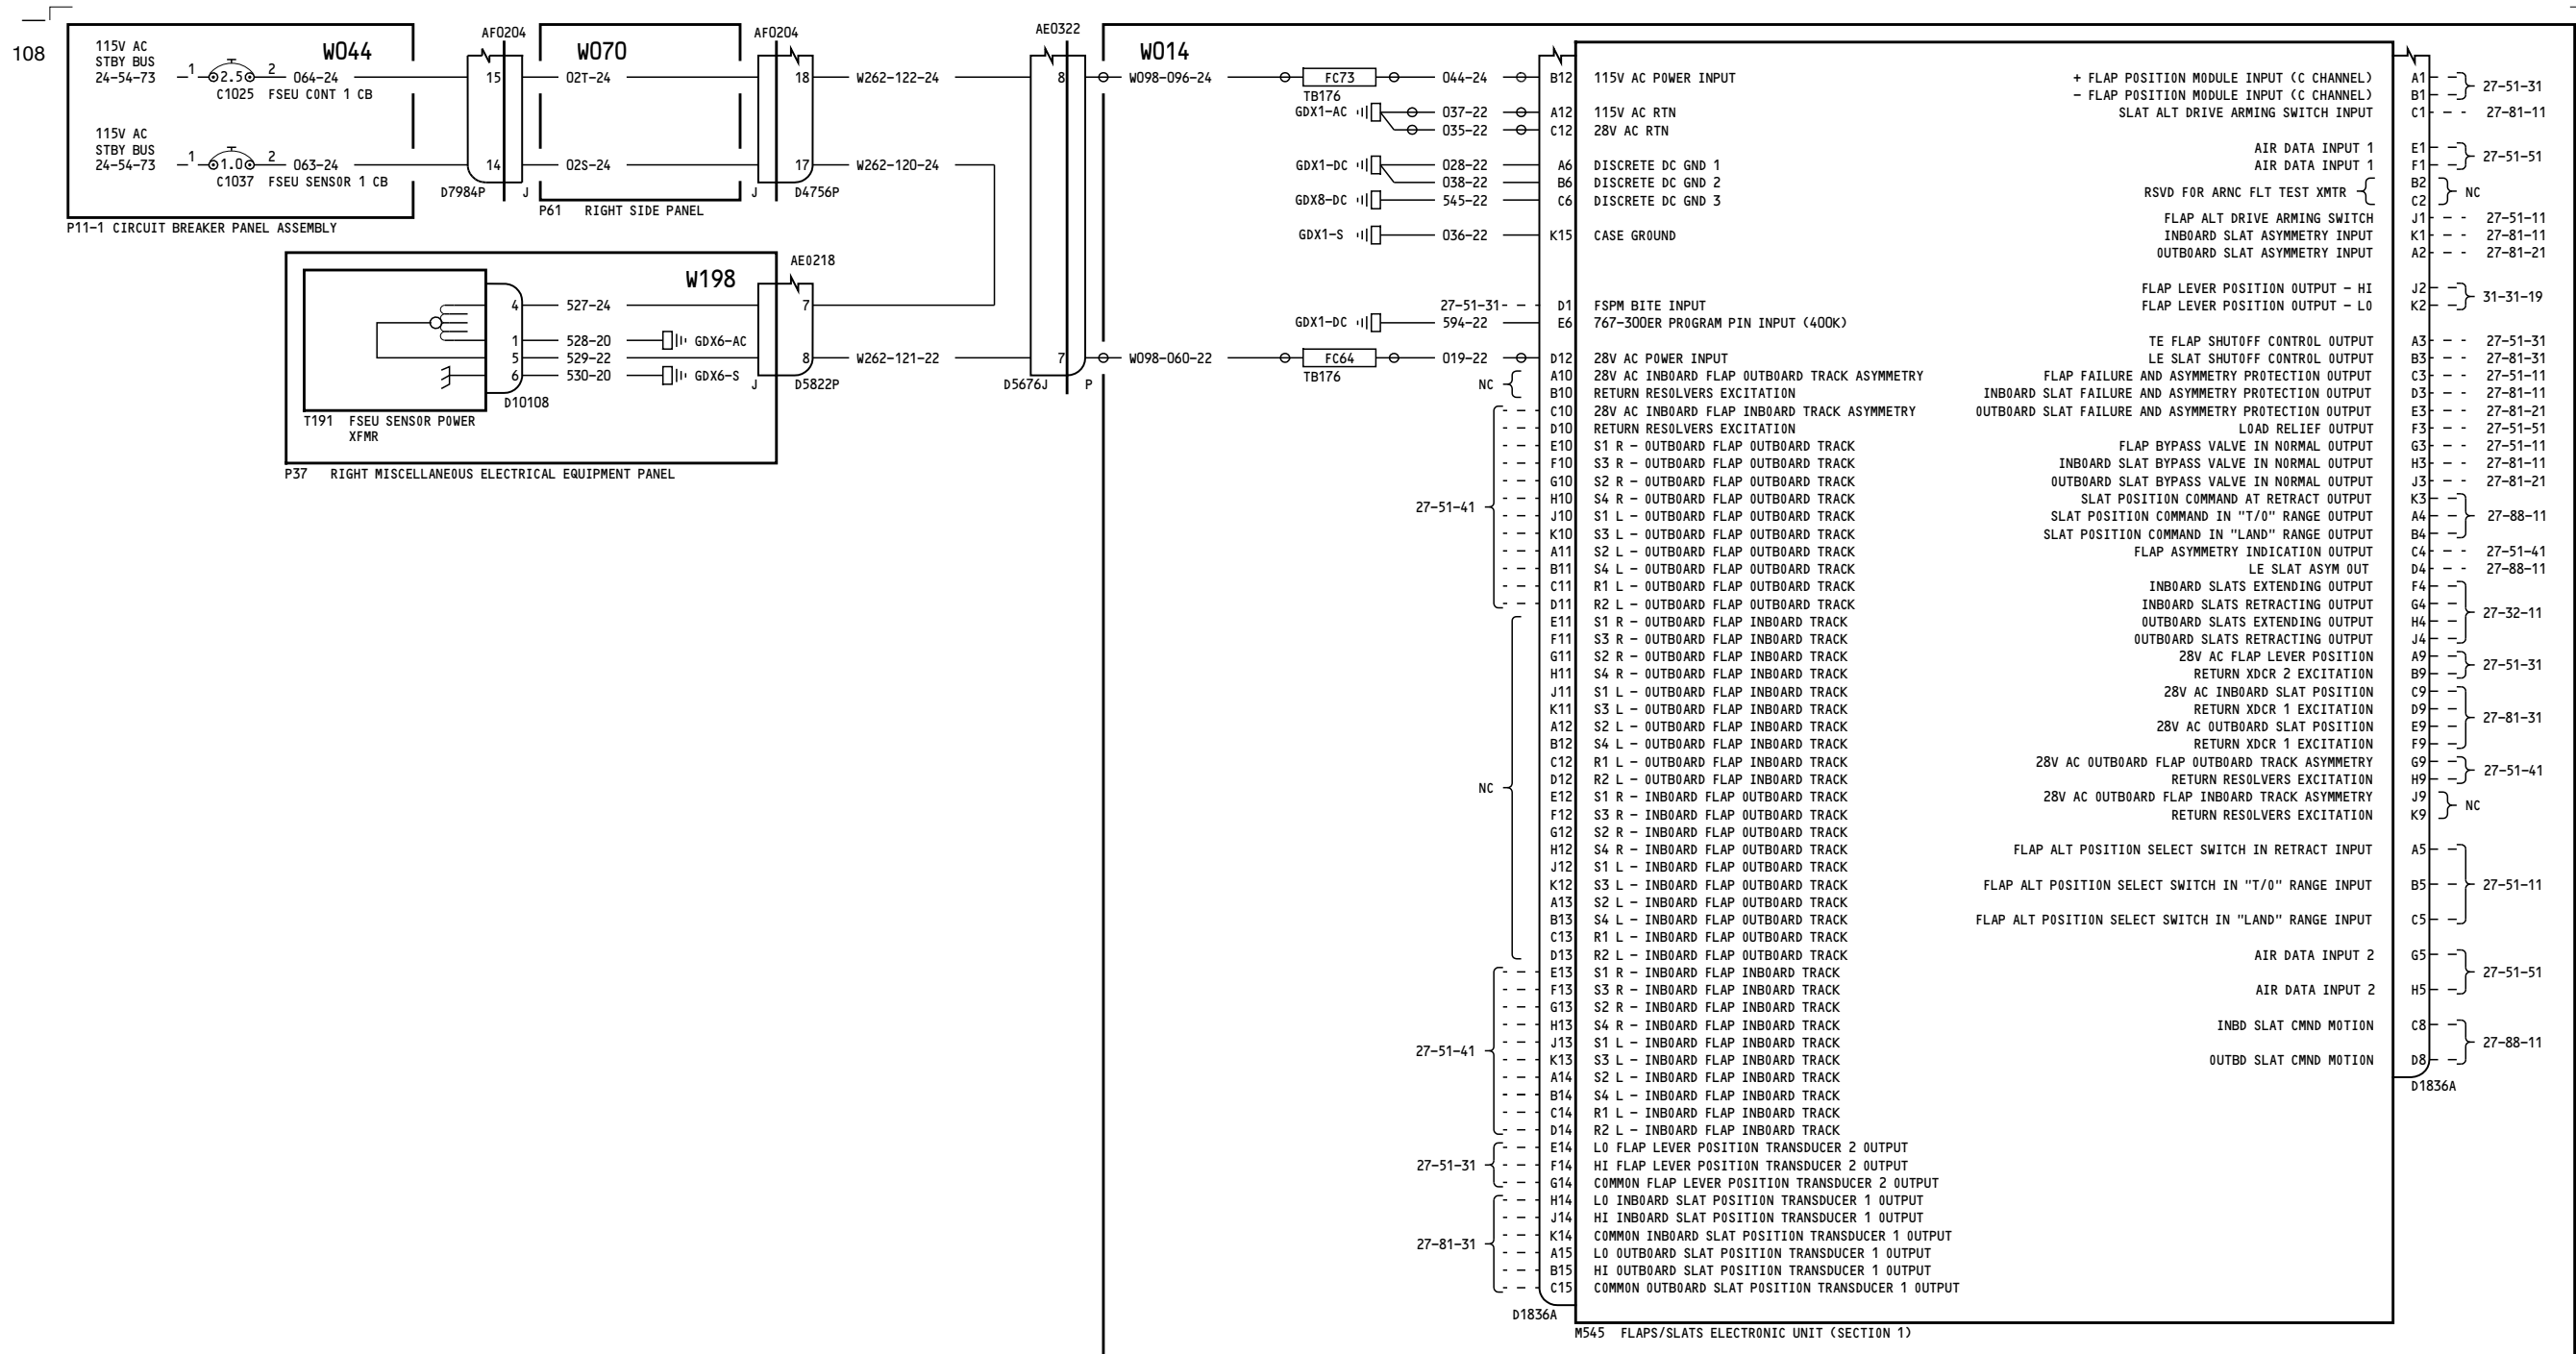 108
115V AC
STBY BUS
24-54-73
1
2.5
2
064-24
C1025 FSEU CONT 1 CB
W044
115V AC
STBY BUS
24-54-73
1
1.0
2
063-24
C1037 FSEU SENSOR 1 CB
P11-1 CIRCUIT BREAKER PANEL ASSEMBLY
AF0204
15
14
D7984P
J
W070
02T-24
02S-24
P61 RIGHT SIDE PANEL
AF0204
18
17
J
D4756P
W262-122-24
W262-120-24
W198
4
1
5
6
D10108
T191 FSEU SENSOR POWER
XFMR
527-24
528-20
GDX6-AC
529-22
530-20
GDX6-S
P37 RIGHT MISCELLANEOUS ELECTRICAL EQUIPMENT PANEL
AE0218
7
8
J
D5822P
W262-121-22
AE0322
8
7
D5676J
P
W014
W098-096-24
FC73
TB176
044-24
GDX1-AC
037-22
035-22
GDX1-DC
028-22
038-22
GDX8-DC
545-22
GDX1-S
036-22
27-51-31
GDX1-DC
594-22
W098-060-22
FC64
TB176
019-22
NC
27-51-41
NC
27-51-41
27-51-31
27-81-31
B12 115V AC POWER INPUT
A12 115V AC RTN
C12 28V AC RTN
A6 DISCRETE DC GND 1
B6 DISCRETE DC GND 2
C6 DISCRETE DC GND 3
K15 CASE GROUND
D1 FSPM BITE INPUT
E6 767-300ER PROGRAM PIN INPUT (400K)
D12 28V AC POWER INPUT
A10 28V AC INBOARD FLAP OUTBOARD TRACK ASYMMETRY
B10 RETURN RESOLVERS EXCITATION
C10 28V AC INBOARD FLAP INBOARD TRACK ASYMMETRY
D10 RETURN RESOLVERS EXCITATION
E10 S1 R - OUTBOARD FLAP OUTBOARD TRACK
F10 S3 R - OUTBOARD FLAP OUTBOARD TRACK
G10 S2 R - OUTBOARD FLAP OUTBOARD TRACK
H10 S4 R - OUTBOARD FLAP OUTBOARD TRACK
J10 S1 L - OUTBOARD FLAP OUTBOARD TRACK
K10 S3 L - OUTBOARD FLAP OUTBOARD TRACK
A11 S2 L - OUTBOARD FLAP OUTBOARD TRACK
B11 S4 L - OUTBOARD FLAP OUTBOARD TRACK
C11 R1 L - OUTBOARD FLAP OUTBOARD TRACK
D11 R2 L - OUTBOARD FLAP OUTBOARD TRACK
E11 S1 R - OUTBOARD FLAP INBOARD TRACK
F11 S3 R - OUTBOARD FLAP INBOARD TRACK
G11 S2 R - OUTBOARD FLAP INBOARD TRACK
H11 S4 R - OUTBOARD FLAP INBOARD TRACK
J11 S1 L - OUTBOARD FLAP INBOARD TRACK
K11 S3 L - OUTBOARD FLAP INBOARD TRACK
A12 S2 L - OUTBOARD FLAP INBOARD TRACK
B12 S4 L - OUTBOARD FLAP INBOARD TRACK
C12 R1 L - OUTBOARD FLAP INBOARD TRACK
D12 R2 L - OUTBOARD FLAP INBOARD TRACK
E12 S1 R - INBOARD FLAP OUTBOARD TRACK
F12 S3 R - INBOARD FLAP OUTBOARD TRACK
G12 S2 R - INBOARD FLAP OUTBOARD TRACK
H12 S4 R - INBOARD FLAP OUTBOARD TRACK
J12 S1 L - INBOARD FLAP OUTBOARD TRACK
K12 S3 L - INBOARD FLAP OUTBOARD TRACK
A13 S2 L - INBOARD FLAP OUTBOARD TRACK
B13 S4 L - INBOARD FLAP OUTBOARD TRACK
C13 R1 L - INBOARD FLAP OUTBOARD TRACK
D13 R2 L - INBOARD FLAP OUTBOARD TRACK
E13 S1 R - INBOARD FLAP INBOARD TRACK
F13 S3 R - INBOARD FLAP INBOARD TRACK
G13 S2 R - INBOARD FLAP INBOARD TRACK
H13 S4 R - INBOARD FLAP INBOARD TRACK
J13 S1 L - INBOARD FLAP INBOARD TRACK
K13 S3 L - INBOARD FLAP INBOARD TRACK
A14 S2 L - INBOARD FLAP INBOARD TRACK
B14 S4 L - INBOARD FLAP INBOARD TRACK
C14 R1 L - INBOARD FLAP INBOARD TRACK
D14 R2 L - INBOARD FLAP INBOARD TRACK
E14 LO FLAP LEVER POSITION TRANSDUCER 2 OUTPUT
F14 HI FLAP LEVER POSITION TRANSDUCER 2 OUTPUT
G14 COMMON FLAP LEVER POSITION TRANSDUCER 2 OUTPUT
H14 LO INBOARD SLAT POSITION TRANSDUCER 1 OUTPUT
J14 HI INBOARD SLAT POSITION TRANSDUCER 1 OUTPUT
K14 COMMON INBOARD SLAT POSITION TRANSDUCER 1 OUTPUT
A15 LO OUTBOARD SLAT POSITION TRANSDUCER 1 OUTPUT
B15 HI OUTBOARD SLAT POSITION TRANSDUCER 1 OUTPUT
C15 COMMON OUTBOARD SLAT POSITION TRANSDUCER 1 OUTPUT
D1836A
M545 FLAPS/SLATS ELECTRONIC UNIT (SECTION 1)
+ FLAP POSITION MODULE INPUT (C CHANNEL) A1
- FLAP POSITION MODULE INPUT (C CHANNEL) B1
27-51-31
SLAT ALT DRIVE ARMING SWITCH INPUT C1 27-81-11
AIR DATA INPUT 1 E1
AIR DATA INPUT 1 F1
27-51-51
RSVD FOR ARNC FLT TEST XMTR
B2
C2
NC
FLAP ALT DRIVE ARMING SWITCH J1 27-51-11
INBOARD SLAT ASYMMETRY INPUT K1 27-81-11
OUTBOARD SLAT ASYMMETRY INPUT A2 27-81-21
FLAP LEVER POSITION OUTPUT - HI J2
FLAP LEVER POSITION OUTPUT - LO K2
31-31-19
TE FLAP SHUTOFF CONTROL OUTPUT A3 27-51-31
LE SLAT SHUTOFF CONTROL OUTPUT B3 27-81-31
FLAP FAILURE AND ASYMMETRY PROTECTION OUTPUT C3 27-51-11
INBOARD SLAT FAILURE AND ASYMMETRY PROTECTION OUTPUT D3 27-81-11
OUTBOARD SLAT FAILURE AND ASYMMETRY PROTECTION OUTPUT E3 27-81-21
LOAD RELIEF OUTPUT F3 27-51-51
FLAP BYPASS VALVE IN NORMAL OUTPUT G3 27-51-11
INBOARD SLAT BYPASS VALVE IN NORMAL OUTPUT H3 27-81-11
OUTBOARD SLAT BYPASS VALVE IN NORMAL OUTPUT J3 27-81-21
SLAT POSITION COMMAND AT RETRACT OUTPUT K3
SLAT POSITION COMMAND IN "T/O" RANGE OUTPUT A4
SLAT POSITION COMMAND IN "LAND" RANGE OUTPUT B4
27-88-11
FLAP ASYMMETRY INDICATION OUTPUT C4 27-51-41
LE SLAT ASYM OUT D4 27-88-11
INBOARD SLATS EXTENDING OUTPUT F4
INBOARD SLATS RETRACTING OUTPUT G4
OUTBOARD SLATS EXTENDING OUTPUT H4
OUTBOARD SLATS RETRACTING OUTPUT J4
27-32-11
28V AC FLAP LEVER POSITION A9
RETURN XDCR 2 EXCITATION B9
27-51-31
28V AC INBOARD SLAT POSITION C9
RETURN XDCR 1 EXCITATION D9
28V AC OUTBOARD SLAT POSITION E9
RETURN XDCR 1 EXCITATION F9
27-81-31
28V AC OUTBOARD FLAP OUTBOARD TRACK ASYMMETRY G9
RETURN RESOLVERS EXCITATION H9
27-51-41
28V AC OUTBOARD FLAP INBOARD TRACK ASYMMETRY J9
RETURN RESOLVERS EXCITATION K9
NC
FLAP ALT POSITION SELECT SWITCH IN RETRACT INPUT A5
FLAP ALT POSITION SELECT SWITCH IN "T/O" RANGE INPUT B5
FLAP ALT POSITION SELECT SWITCH IN "LAND" RANGE INPUT C5
27-51-11
AIR DATA INPUT 2 G5
AIR DATA INPUT 2 H5
27-51-51
INBD SLAT CMND MOTION C8
OUTBD SLAT CMND MOTION D8
27-88-11
D1836A